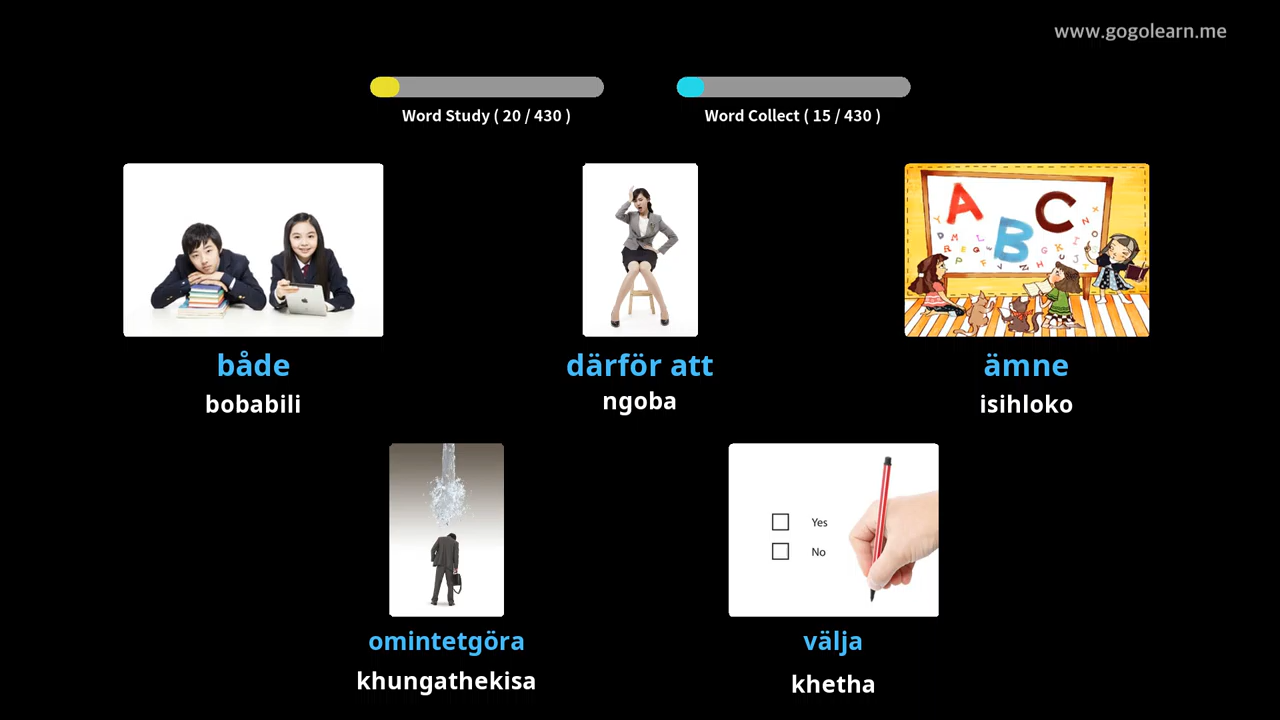 www.gogolearn.me
Word Study ( 20 / 430 )
Word Collect ( 15 / 430 )
A B C
både
bobabili
därför att
ngoba
ämne
isihloko
Yes
No
omintetgöra
khungathekisa
välja
khetha